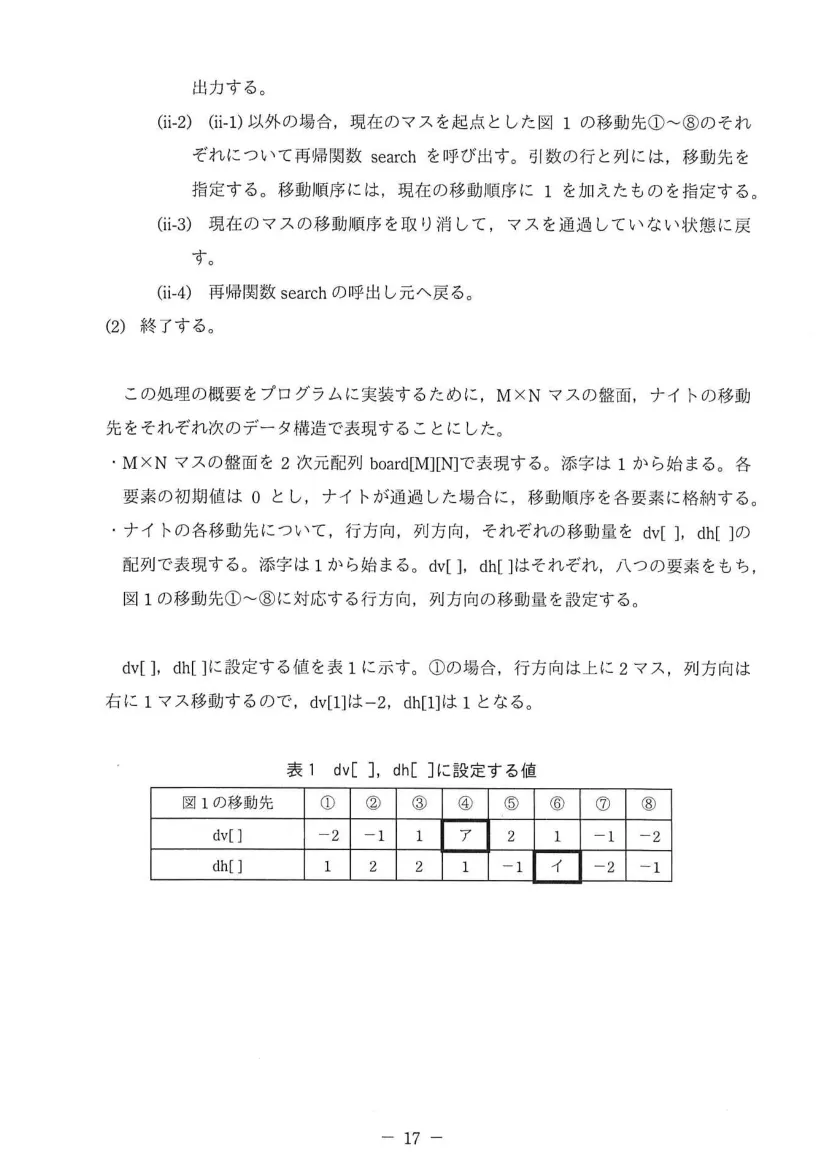 出力する。
(ii-2) (ii-1) 以外の場合，現在のマスを起点とした図 1 の移動先①～⑧のそれ
ぞれについて再帰関数 search を呼び出す。引数の行と列には，移動先を
指定する。移動順序には，現在の移動順序に 1 を加えたものを指定する。
(ii-3) 現在のマスの移動順序を取り消して，マスを通過していない状態に戻
す。
(ii-4) 再帰関数 search の呼出し元へ戻る。
(2) 終了する。
この処理の概要をプログラムに実装するために，M×N マスの盤面，ナイトの移動
先をそれぞれ次のデータ構造で表現することにした。
・M×N マスの盤面を 2 次元配列 board[M][N]で表現する。添字は 1 から始まる。各
要素の初期値は 0 とし，ナイトが通過した場合に，移動順序を各要素に格納する。
・ナイトの各移動先について，行方向，列方向，それぞれの移動量を dv[ ]，dh[ ]の
配列で表現する。添字は 1 から始まる。dv[ ]，dh[ ]はそれぞれ，八つの要素をもち，
図 1 の移動先①～⑧に対応する行方向，列方向の移動量を設定する。
dv[ ]，dh[ ]に設定する値を表 1 に示す。①の場合，行方向は上に 2 マス，列方向は
右に 1 マス移動するので，dv[1]は−2，dh[1]は 1 となる。
表 1 dv[ ]，dh[ ]に設定する値
図 1 の移動先 ① ② ③ ④ ⑤ ⑥ ⑦ ⑧
dv[ ] −2 −1 1 ア 2 1 −1 −2
dh[ ] 1 2 2 1 −1 イ −2 −1
− 17 −